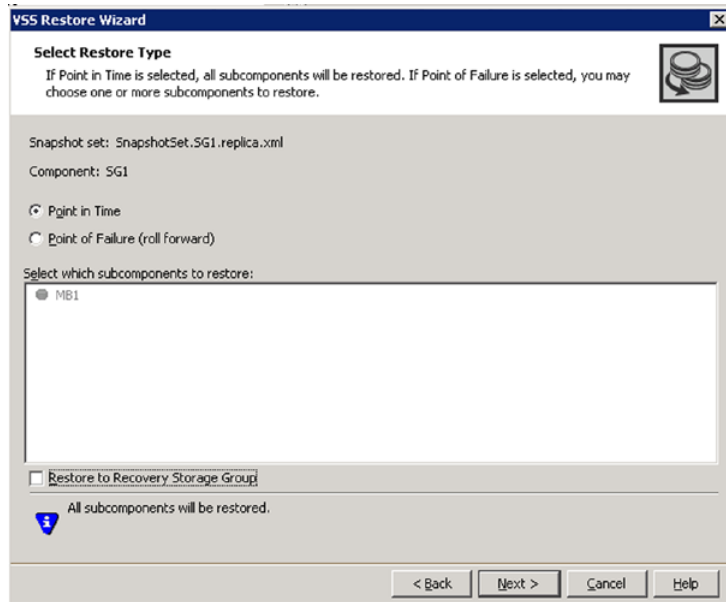 VSS Restore Wizard
Select Restore Type
If Point in Time is selected, all subcomponents will be restored. If Point of Failure is selected, you may
choose one or more subcomponents to restore.
Snapshot set: SnapshotSet.SG1.replica.xml
Component: SG1
Point in Time
Point of Failure (roll forward)
Select which subcomponents to restore:
MB1
Restore to Recovery Storage Group
All subcomponents will be restored.
< Back Next > Cancel Help